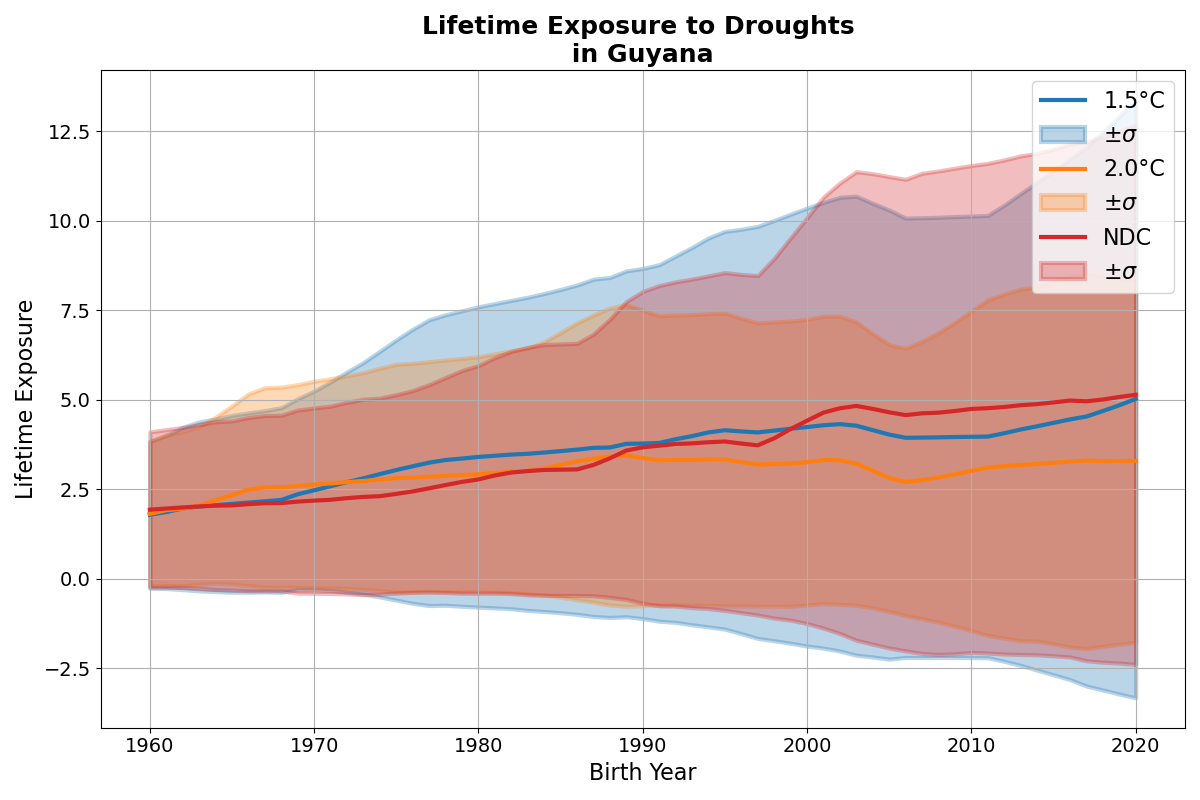 Lifetime Exposure to Droughts
in Guyana
Lifetime Exposure
12.5
10.0
7.5
5.0
2.5
0.0
−2.5
1960
1970
1980
1990
2000
2010
2020
Birth Year
1.5°C
±σ
2.0°C
±σ
NDC
±σ